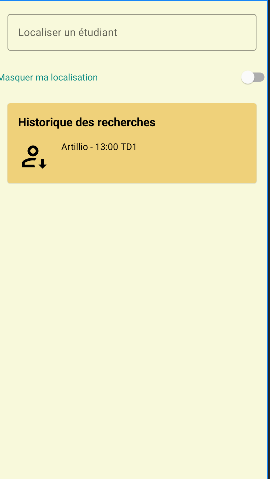 Localiser un étudiant
Masquer ma localisation
Historique des recherches
Artillio - 13:00 TD1